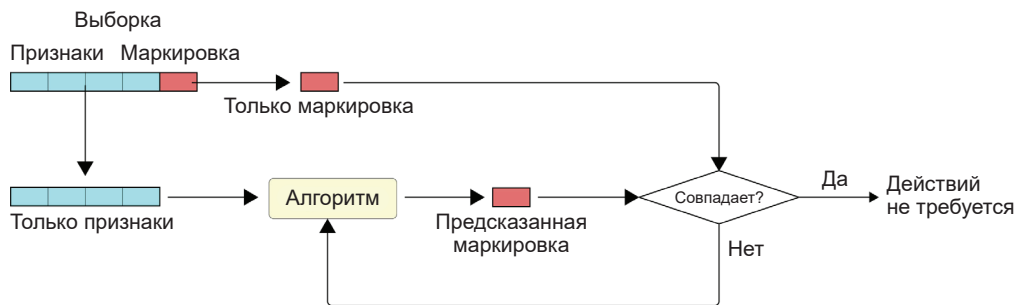 Выборка
Признаки Маркировка
Только маркировка
Только признаки
Алгоритм
Предсказанная
маркировка
Совпадает?
Да
Действий
не требуется
Нет